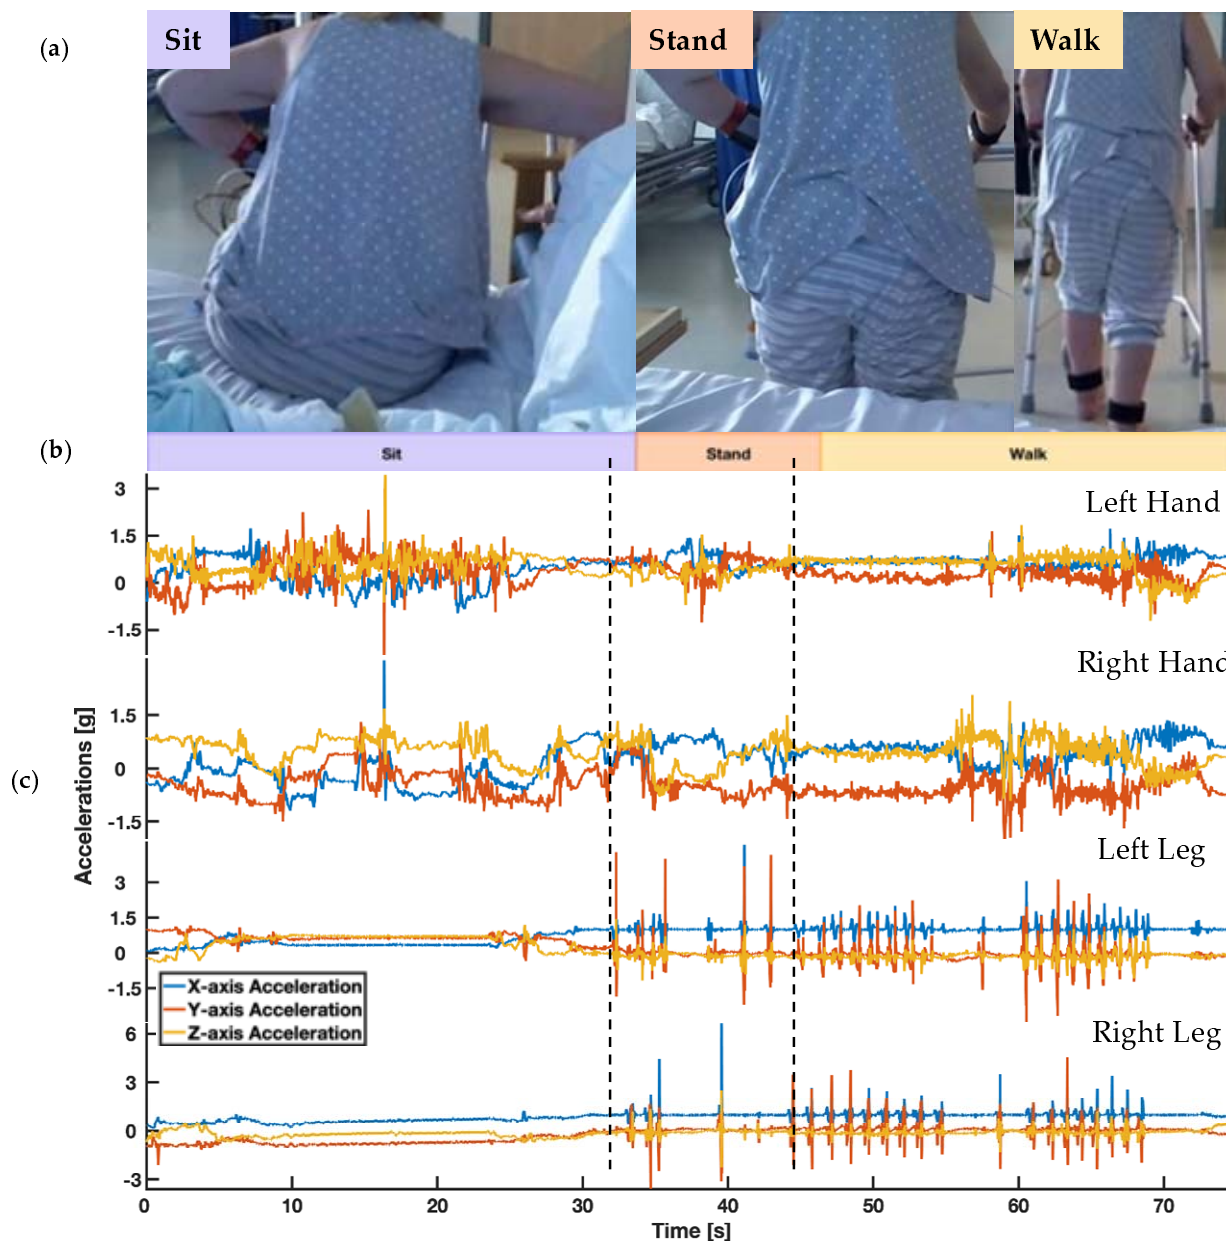 (a)
Sit
Stand
Walk
(b)
Sit
Stand
Walk
Left Hand
3
1.5
0
-1.5
Right Hand
1.5
0
-1.5
(c)
Accelerations [g]
Left Leg
3
1.5
0
-1.5
X-axis Acceleration
Y-axis Acceleration
Z-axis Acceleration
Right Leg
6
3
0
-3
0 10 20 30 40 50 60 70
Time [s]